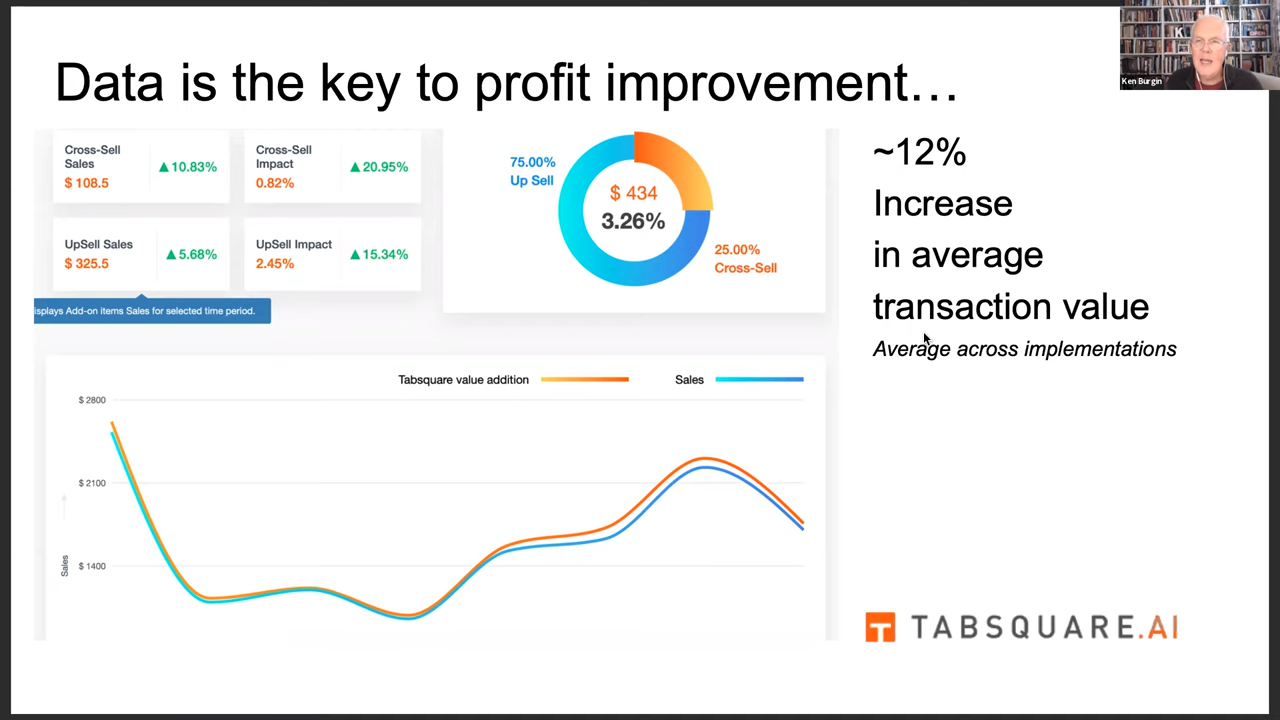 Data is the key to profit improvement…
Ken Burgin
Cross-Sell
Sales
$ 108.5
▲10.83%
Cross-Sell
Impact
0.82%
▲20.95%
UpSell Sales
$ 325.5
▲5.68%
UpSell Impact
2.45%
▲15.34%
isplays Add-on items Sales for selected time period.
75.00%
Up Sell
$ 434
3.26%
25.00%
Cross-Sell
~12%
Increase
in average
transaction value
Average across implementations
Tabsquare value addition
Sales
$ 2800
$ 2100
$ 1400
Sales
TABSQUARE.AI